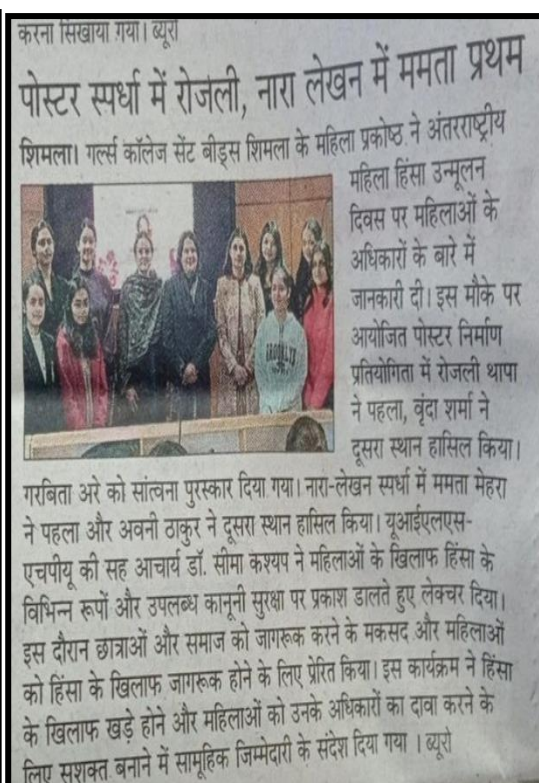 करना सिखाया गया। ब्यूरो
पोस्टर स्पर्धा में रोजली, नारा लेखन में ममता प्रथम
शिमला। गर्ल्स कॉलेज सेंट बीड्स शिमला के महिला प्रकोष्ठ ने अंतरराष्ट्रीय
महिला हिंसा उन्मूलन
दिवस पर महिलाओं के
अधिकारों के बारे में
जानकारी दी। इस मौके पर
आयोजित पोस्टर निर्माण
प्रतियोगिता में रोजली थापा
ने पहला, वृंदा शर्मा ने
दूसरा स्थान हासिल किया।
BROOKLYN
गरबिता अरे को सांत्वना पुरस्कार दिया गया। नारा-लेखन स्पर्धा में ममता मेहरा
ने पहला और अवनी ठाकुर ने दूसरा स्थान हासिल किया। यूआईएलएस-
एचपीयू की सह आचार्य डॉ. सीमा कश्यप ने महिलाओं के खिलाफ हिंसा के
विभिन्न रूपों और उपलब्ध कानूनी सुरक्षा पर प्रकाश डालते हुए लेक्चर दिया।
इस दौरान छात्राओं और समाज को जागरूक करने के मकसद और महिलाओं
को हिंसा के खिलाफ जागरूक होने के लिए प्रेरित किया। इस कार्यक्रम ने हिंसा
के खिलाफ खड़े होने और महिलाओं को उनके अधिकारों का दावा करने के
लिए सशक्त बनाने में सामूहिक जिम्मेदारी के संदेश दिया गया । ब्यूरो